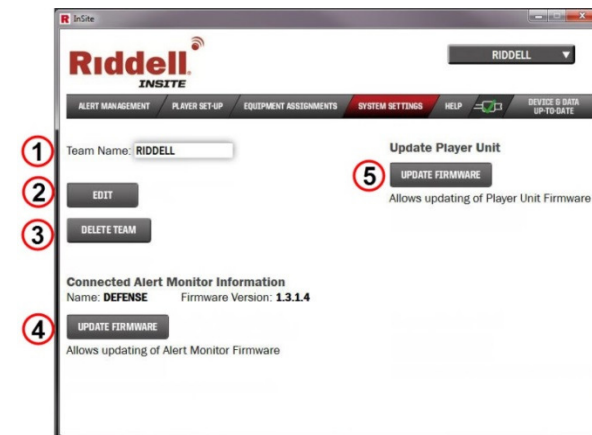 R InSite
Riddell
INSITE
RIDDELL ▼
ALERT MANAGEMENT PLAYER SET-UP EQUIPMENT ASSIGNMENTS SYSTEM SETTINGS HELP DEVICE & DATA
UP-TO-DATE
1 Team Name: RIDDELL
2 EDIT
3 DELETE TEAM
Update Player Unit
5 UPDATE FIRMWARE
Allows updating of Player Unit Firmware
Connected Alert Monitor Information
Name: DEFENSE Firmware Version: 1.3.1.4
4 UPDATE FIRMWARE
Allows updating of Alert Monitor Firmware